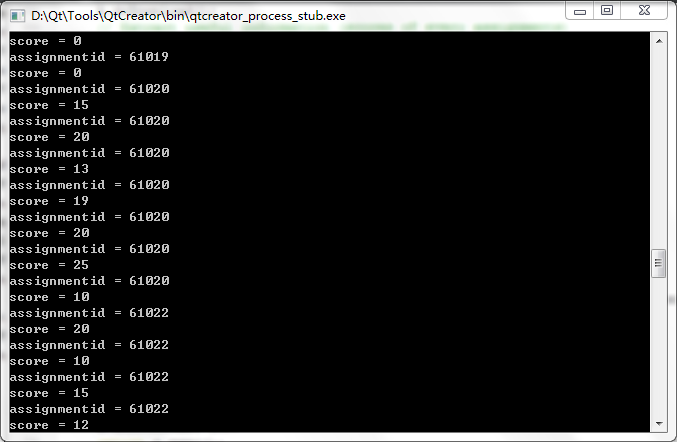 D:\Qt\Tools\QtCreator\bin\qtcreator_process_stub.exe
score = 0
assignmentid = 61019
score = 0
assignmentid = 61020
score = 15
assignmentid = 61020
score = 20
assignmentid = 61020
score = 13
assignmentid = 61020
score = 19
assignmentid = 61020
score = 20
assignmentid = 61020
score = 25
assignmentid = 61020
score = 10
assignmentid = 61022
score = 20
assignmentid = 61022
score = 10
assignmentid = 61022
score = 15
assignmentid = 61022
score = 12